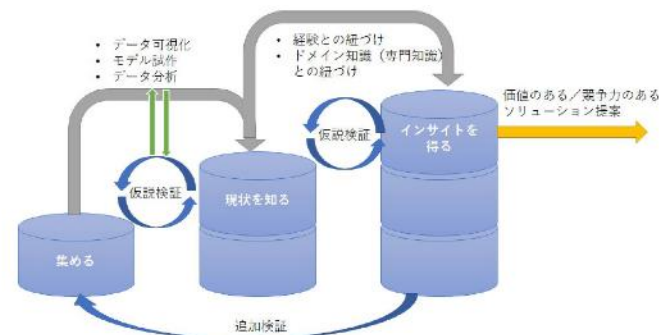 • データ可視化
• モデル試作
• データ分析
• 経験との紐づけ
• ドメイン知識（専門知識）
との紐づけ
価値のある／競争力のある
ソリューション提案
仮説検証
インサイトを
得る
仮説検証
現状を知る
集める
追加検証